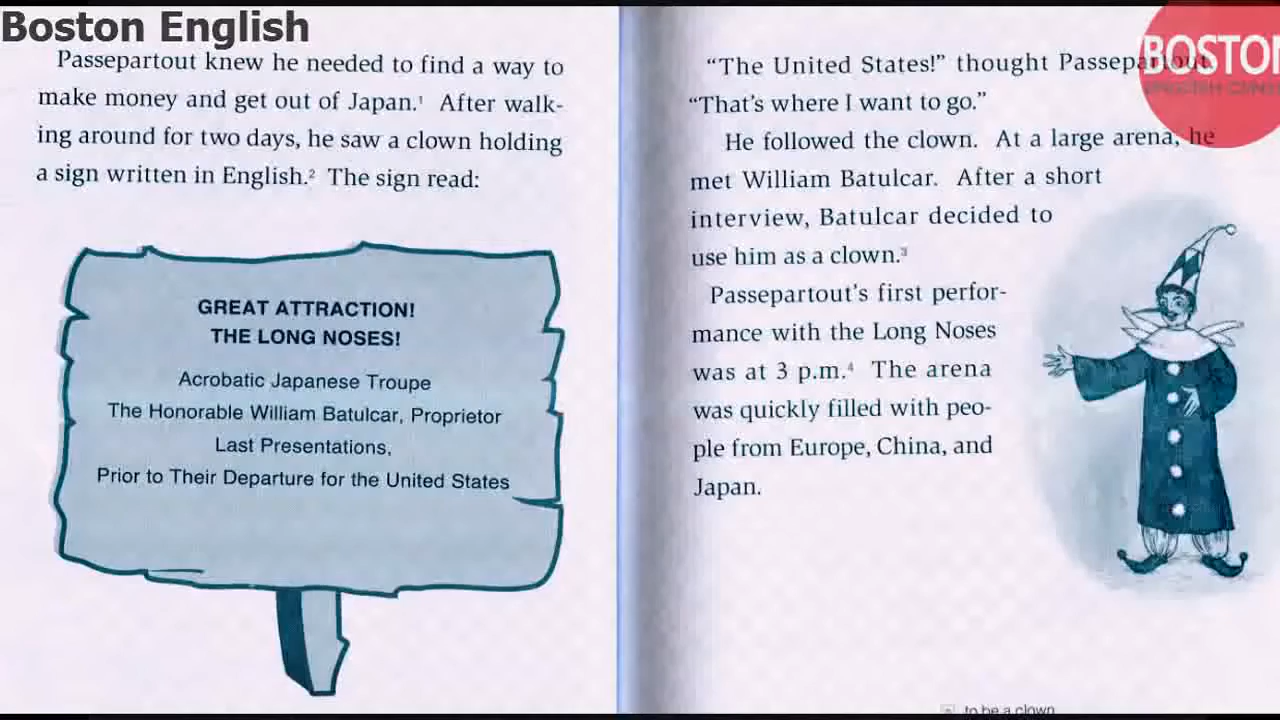 Boston English
Passepartout knew he needed to find a way to
make money and get out of Japan.¹ After walk-
ing around for two days, he saw a clown holding
a sign written in English.² The sign read:
GREAT ATTRACTION!
THE LONG NOSES!
Acrobatic Japanese Troupe
The Honorable William Batulcar, Proprietor
Last Presentations,
Prior to Their Departure for the United States
BOSTON
"The United States!" thought Passepartout.
"That's where I want to go."
He followed the clown. At a large arena, he
met William Batulcar. After a short
interview, Batulcar decided to
use him as a clown.³
Passepartout's first perfor-
mance with the Long Noses
was at 3 p.m.⁴ The arena
was quickly filled with peo-
ple from Europe, China, and
Japan.
to be a clown